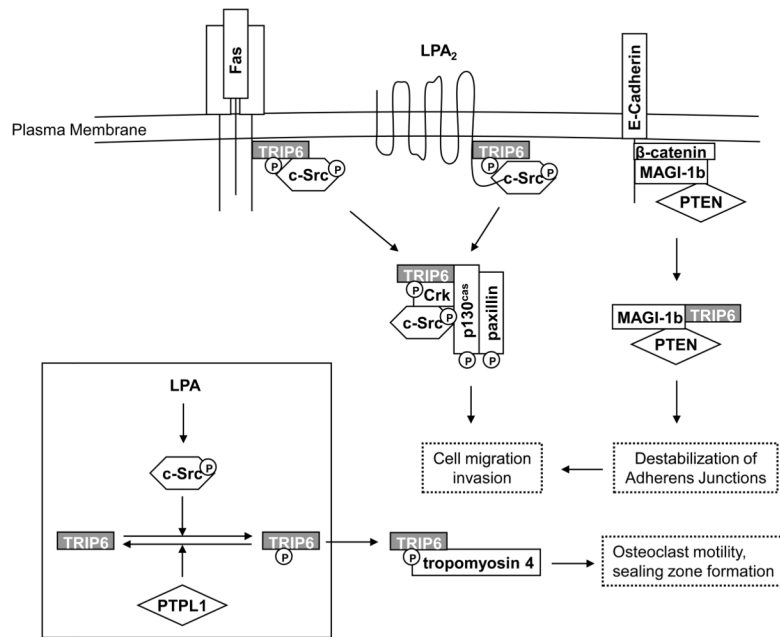 Fas
LPA2
E-Cadherin
Plasma Membrane
TRIP6
P
c-Src
P
TRIP6
P
c-Src
P
ß-catenin
MAGI-1b
PTEN
TRIP6
P
Crk
c-Src
P
p130cas
paxillin
P
P
MAGI-1b
TRIP6
PTEN
LPA
c-Src
P
Cell migration
invasion
Destabilization of
Adherens Junctions
TRIP6
TRIP6
P
PTPL1
TRIP6
P
tropomyosin 4
Osteoclast motility,
sealing zone formation